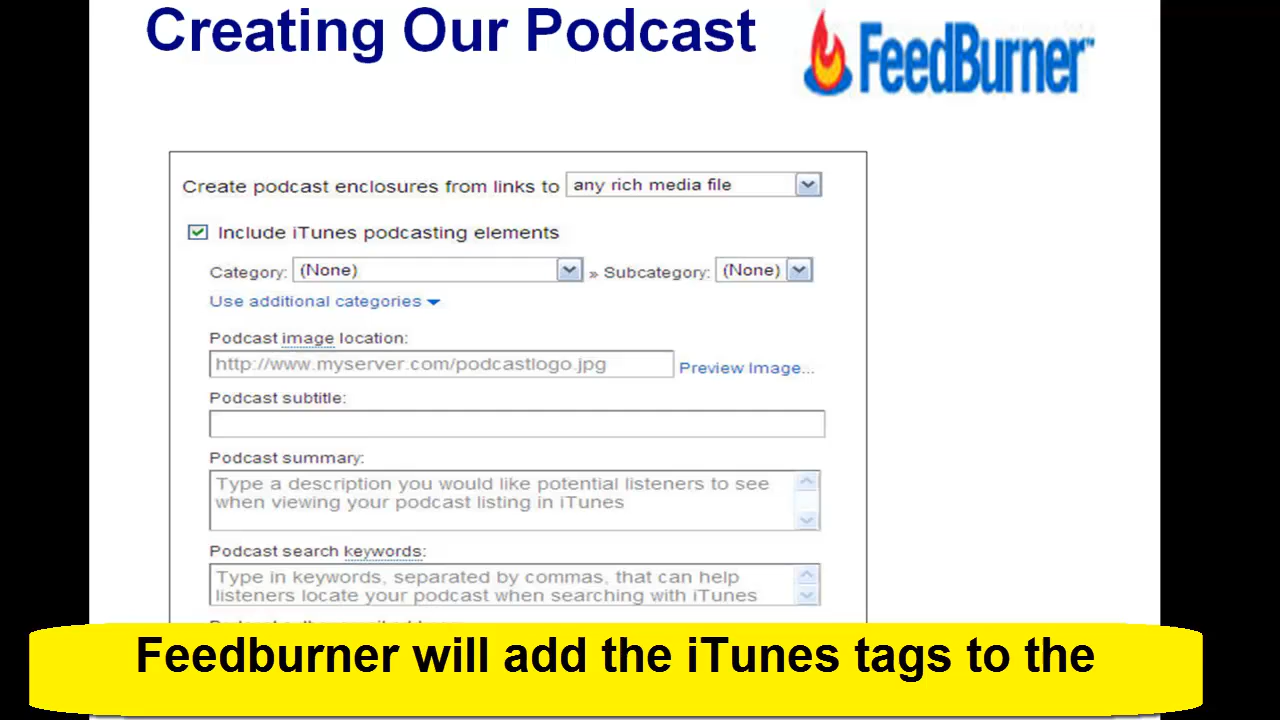 Creating Our Podcast
FeedBurner™
Create podcast enclosures from links to any rich media file
Include iTunes podcasting elements
Category: (None) » Subcategory: (None)
Use additional categories
Podcast image location:
http://www.myserver.com/podcastlogo.jpg Preview Image...
Podcast subtitle:
Podcast summary:
Type a description you would like potential listeners to see
when viewing your podcast listing in iTunes
Podcast search keywords:
Type in keywords, separated by commas, that can help
listeners locate your podcast when searching with iTunes
Feedburner will add the iTunes tags to the